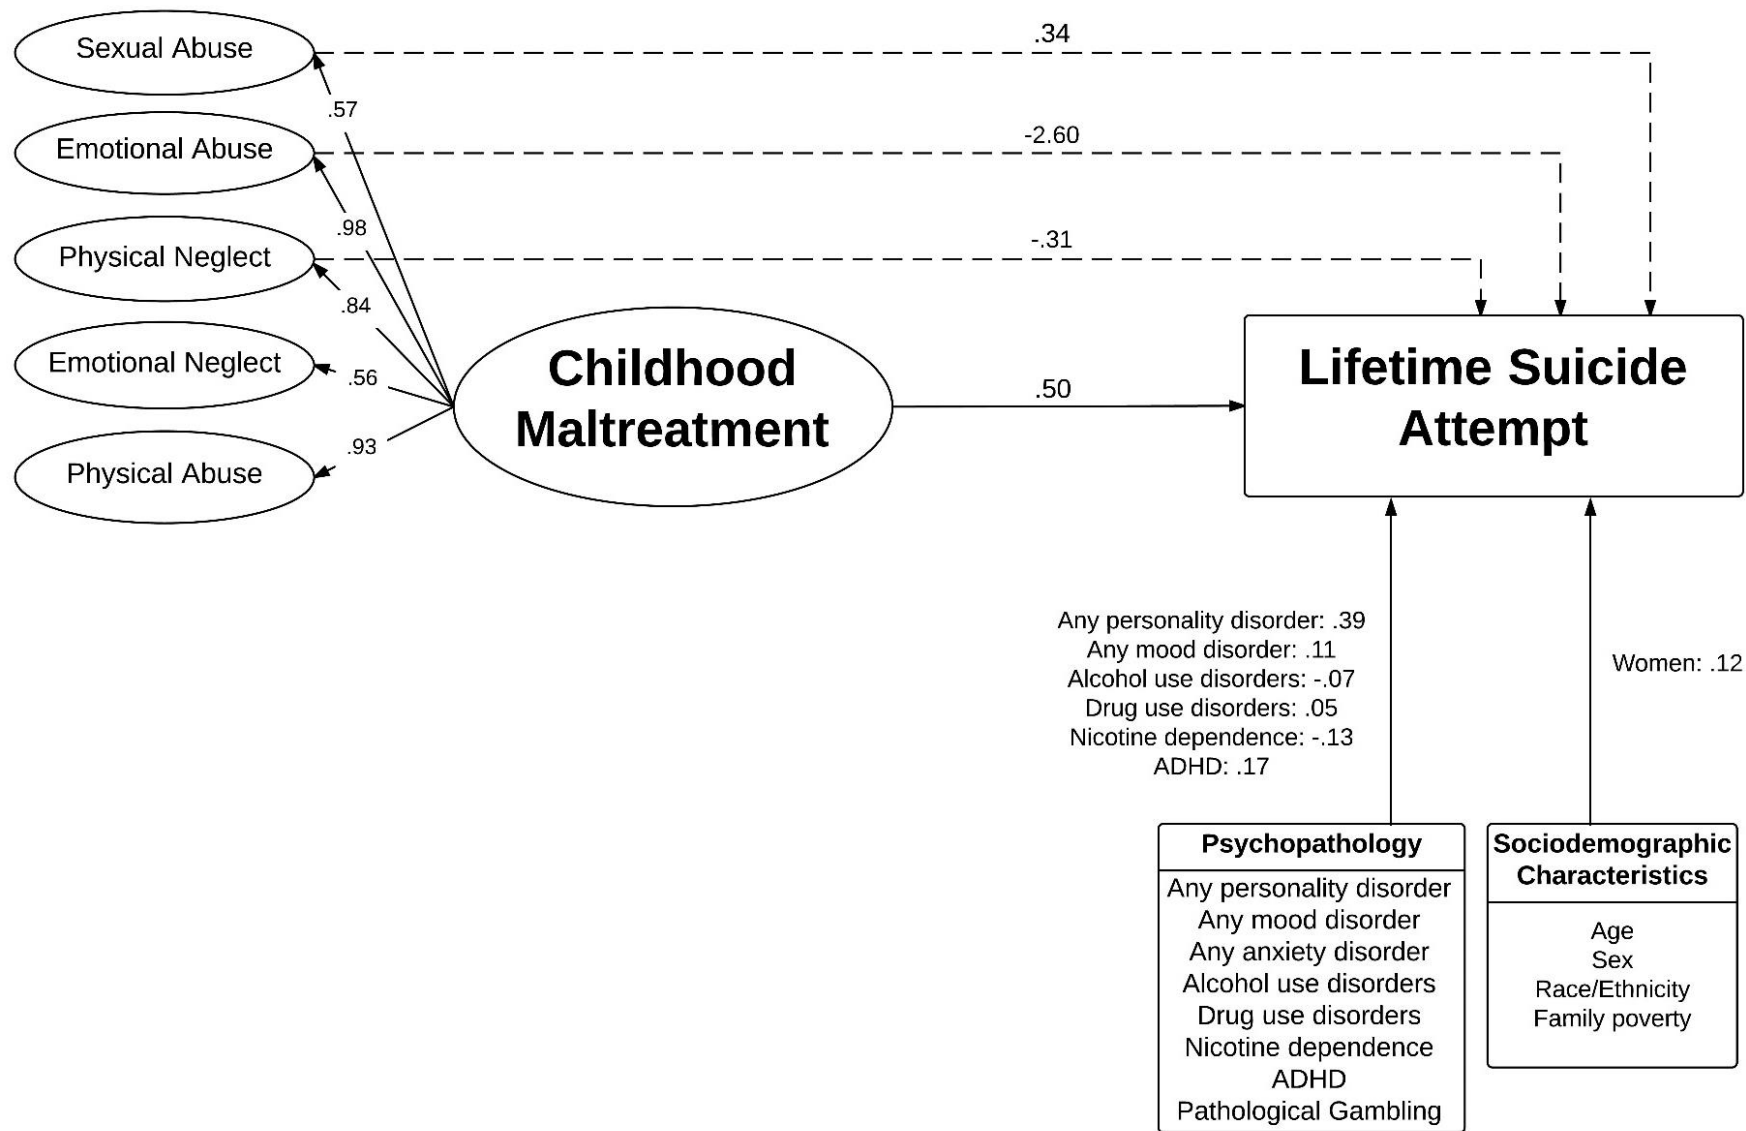 Sexual Abuse
.34
.57
Emotional Abuse
-2.60
.98
Physical Neglect
-.31
.84
Emotional Neglect
.56
Physical Abuse
.93
Childhood
Maltreatment
.50
Lifetime Suicide
Attempt
Any personality disorder: .39
Any mood disorder: .11
Alcohol use disorders: -.07
Drug use disorders: .05
Nicotine dependence: -.13
ADHD: .17
Women: .12
Psychopathology
Any personality disorder
Any mood disorder
Any anxiety disorder
Alcohol use disorders
Drug use disorders
Nicotine dependence
ADHD
Pathological Gambling
Sociodemographic
Characteristics
Age
Sex
Race/Ethnicity
Family poverty